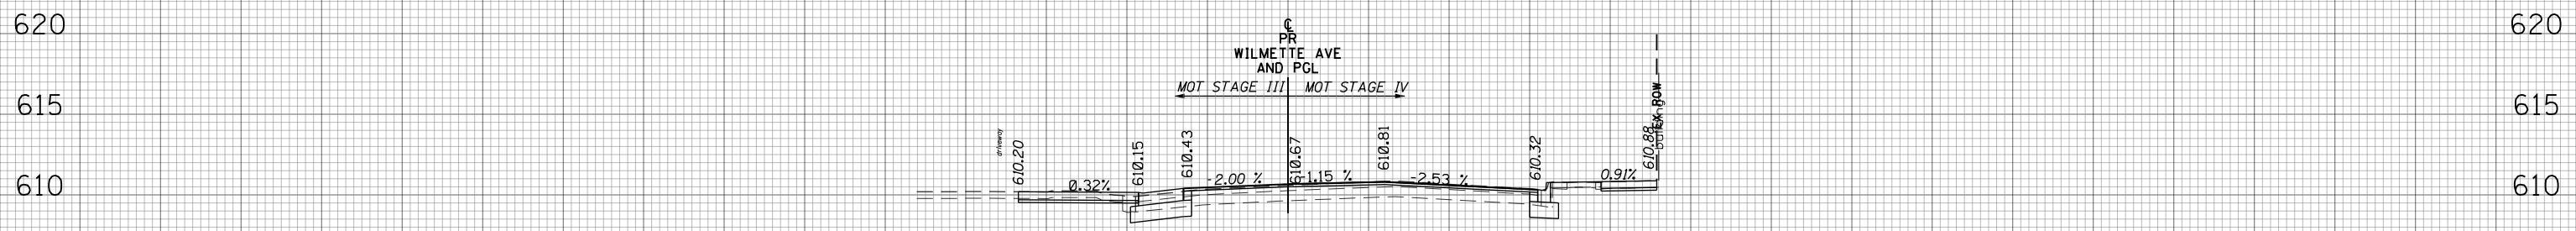 620
620
℄
PR
WILMETTE AVE
AND PGL
MOT STAGE III
MOT STAGE IV
615
615
EX ROW
building
driveway
610.20
610.15
610.43
610.67
610.81
610.32
610.88
610
0.32%
-2.00 %
-1.15 %
-2.53 %
0.91%
610